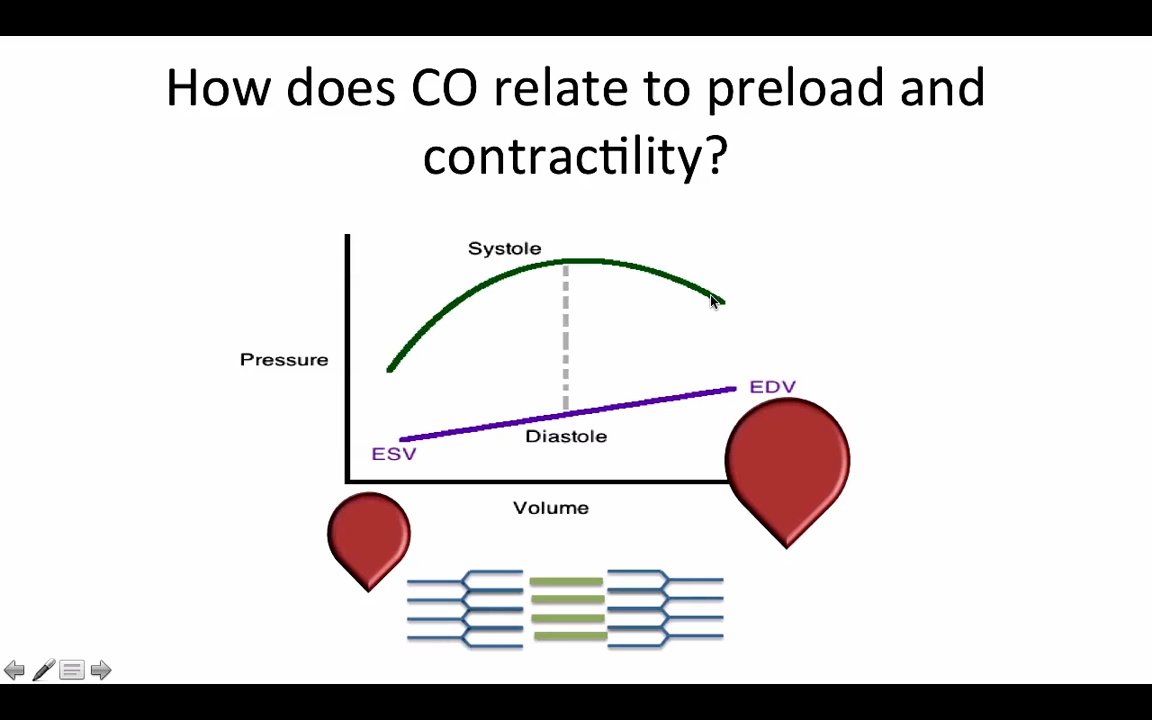 How does CO relate to preload and
contractility?
Systole
Pressure
EDV
Diastole
ESV
Volume